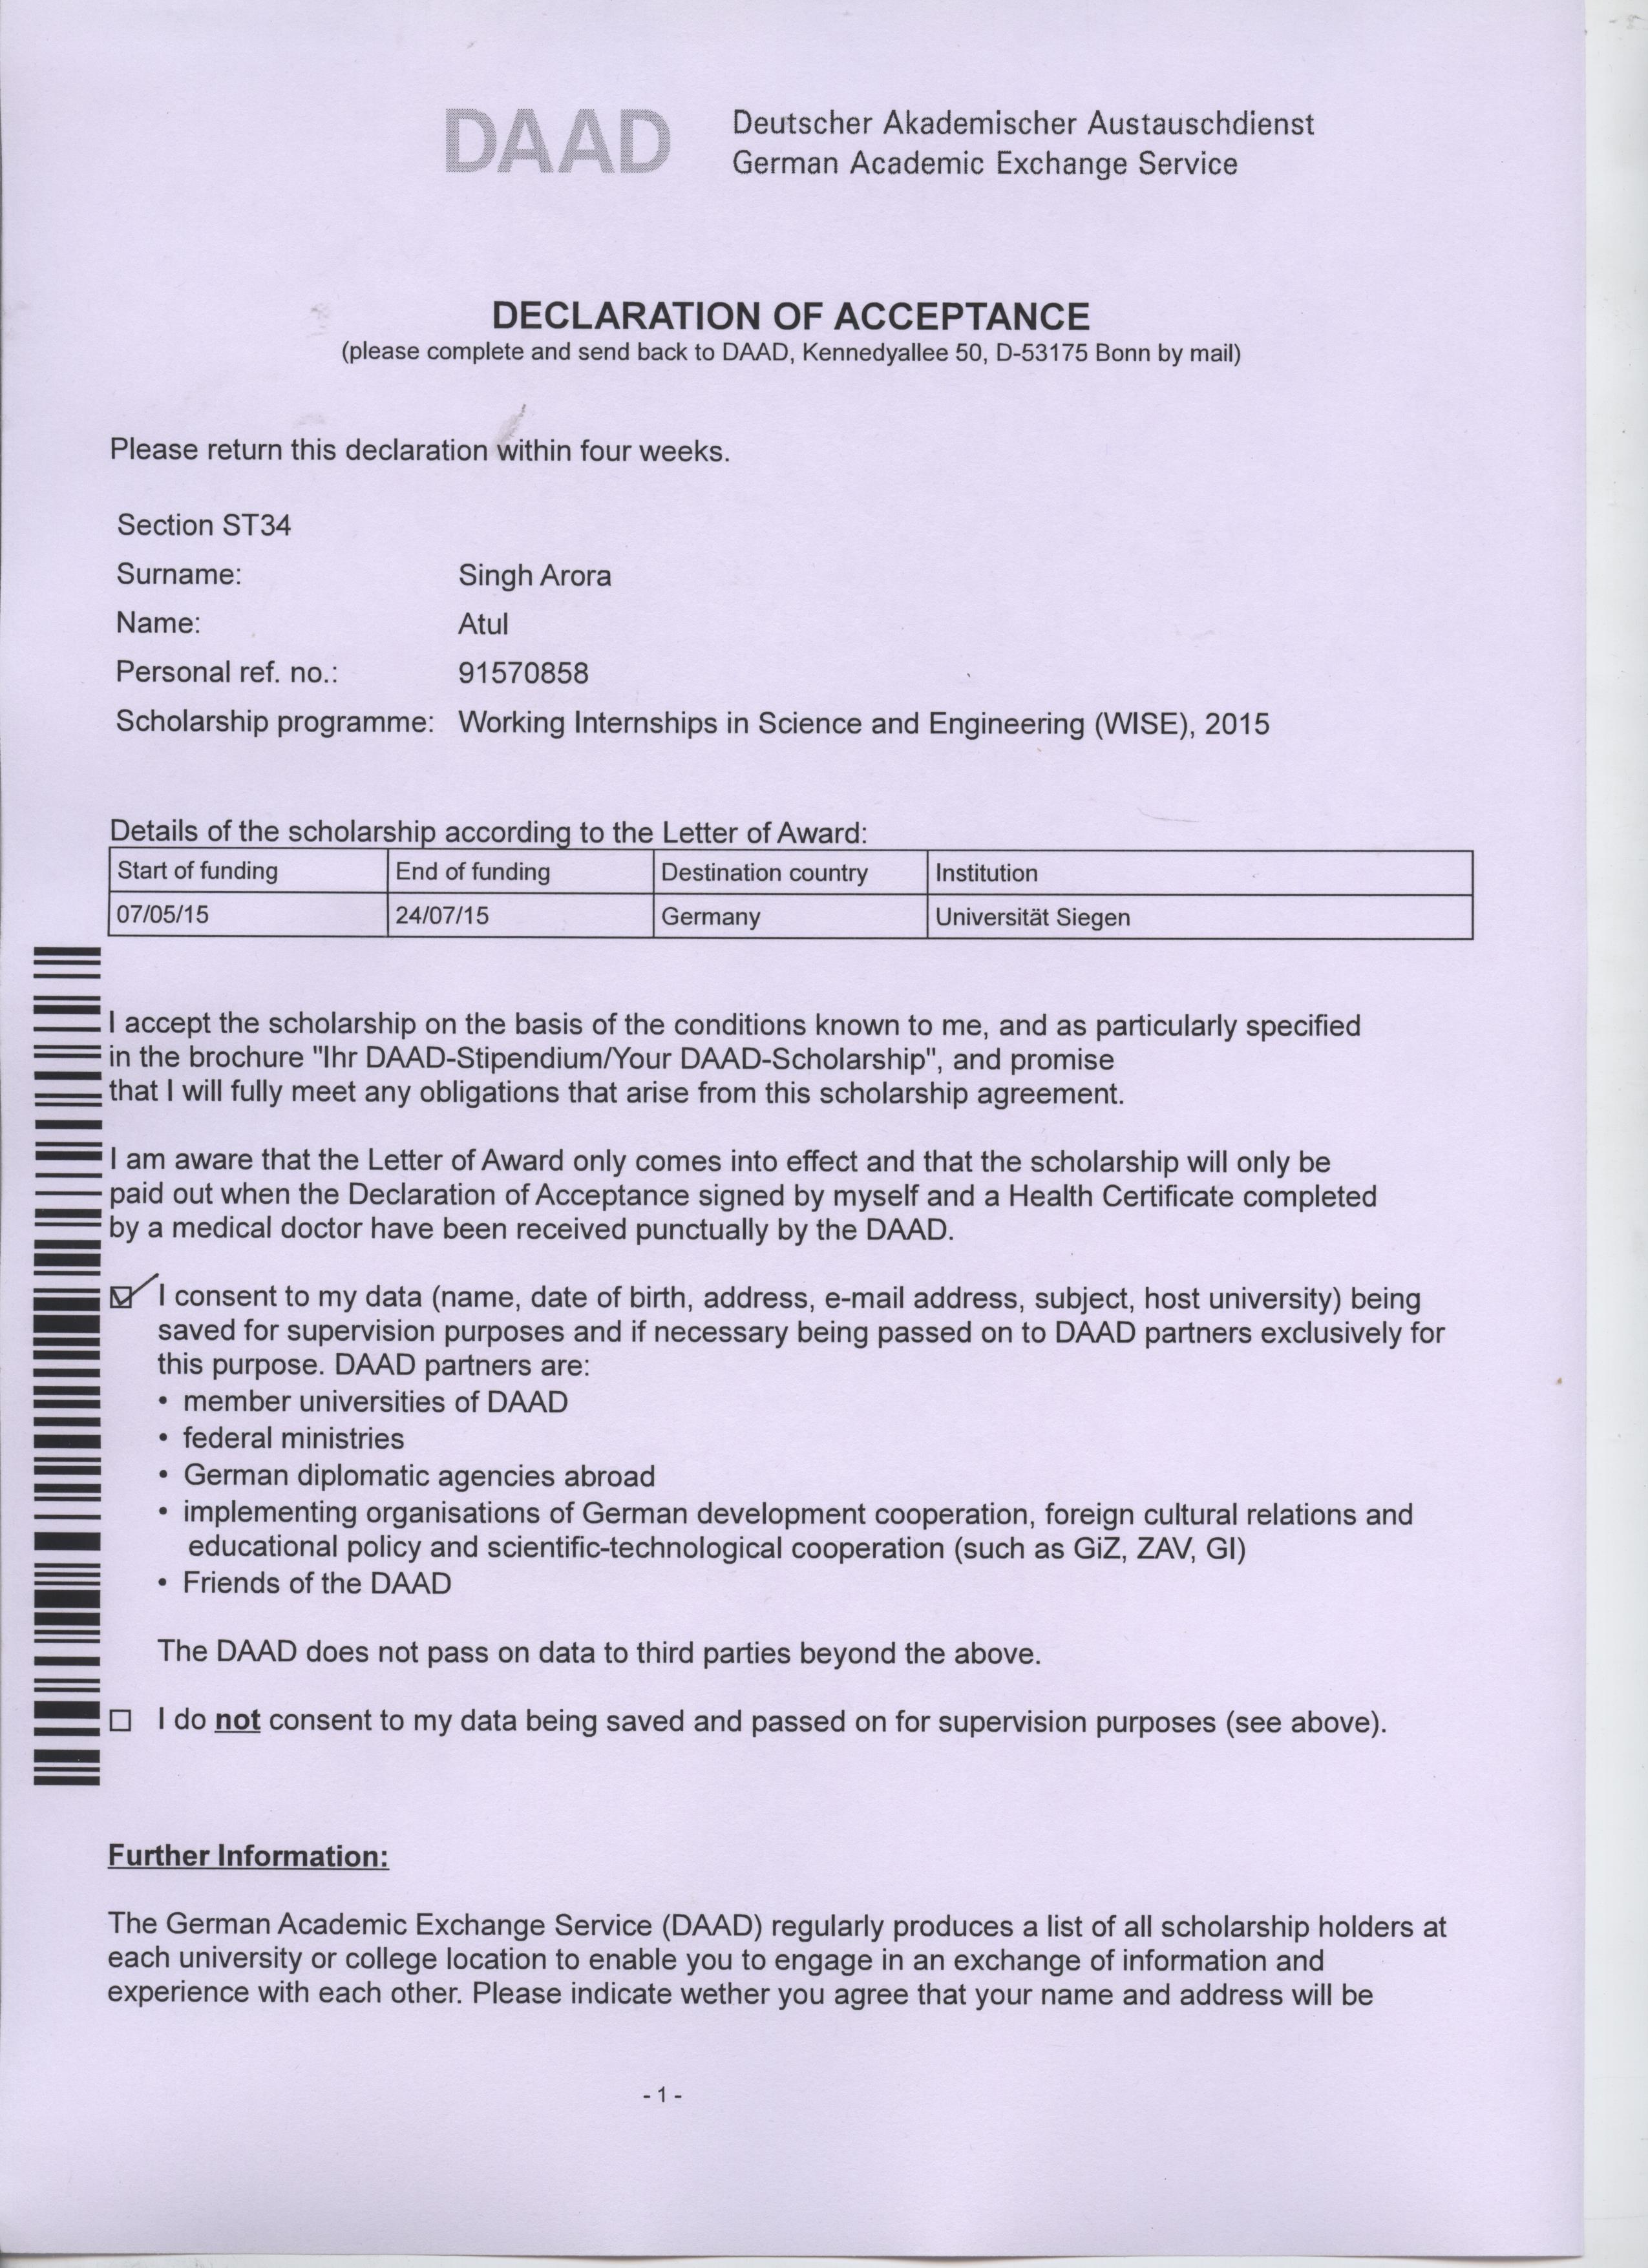 DAAD
Deutscher Akademischer Austauschdienst
German Academic Exchange Service
DECLARATION OF ACCEPTANCE
(please complete and send back to DAAD, Kennedyallee 50, D-53175 Bonn by mail)
Please return this declaration within four weeks.
Section ST34
Surname: Singh Arora
Name: Atul
Personal ref. no.: 91570858
Scholarship programme: Working Internships in Science and Engineering (WISE), 2015
Details of the scholarship according to the Letter of Award:
Start of funding End of funding Destination country Institution
07/05/15 24/07/15 Germany Universität Siegen
I accept the scholarship on the basis of the conditions known to me, and as particularly specified
in the brochure "Ihr DAAD-Stipendium/Your DAAD-Scholarship", and promise
that I will fully meet any obligations that arise from this scholarship agreement.
I am aware that the Letter of Award only comes into effect and that the scholarship will only be
paid out when the Declaration of Acceptance signed by myself and a Health Certificate completed
by a medical doctor have been received punctually by the DAAD.
I consent to my data (name, date of birth, address, e-mail address, subject, host university) being
saved for supervision purposes and if necessary being passed on to DAAD partners exclusively for
this purpose. DAAD partners are:
• member universities of DAAD
• federal ministries
• German diplomatic agencies abroad
• implementing organisations of German development cooperation, foreign cultural relations and
educational policy and scientific-technological cooperation (such as GiZ, ZAV, GI)
• Friends of the DAAD
The DAAD does not pass on data to third parties beyond the above.
I do not consent to my data being saved and passed on for supervision purposes (see above).
Further Information:
The German Academic Exchange Service (DAAD) regularly produces a list of all scholarship holders at
each university or college location to enable you to engage in an exchange of information and
experience with each other. Please indicate wether you agree that your name and address will be
- 1 -